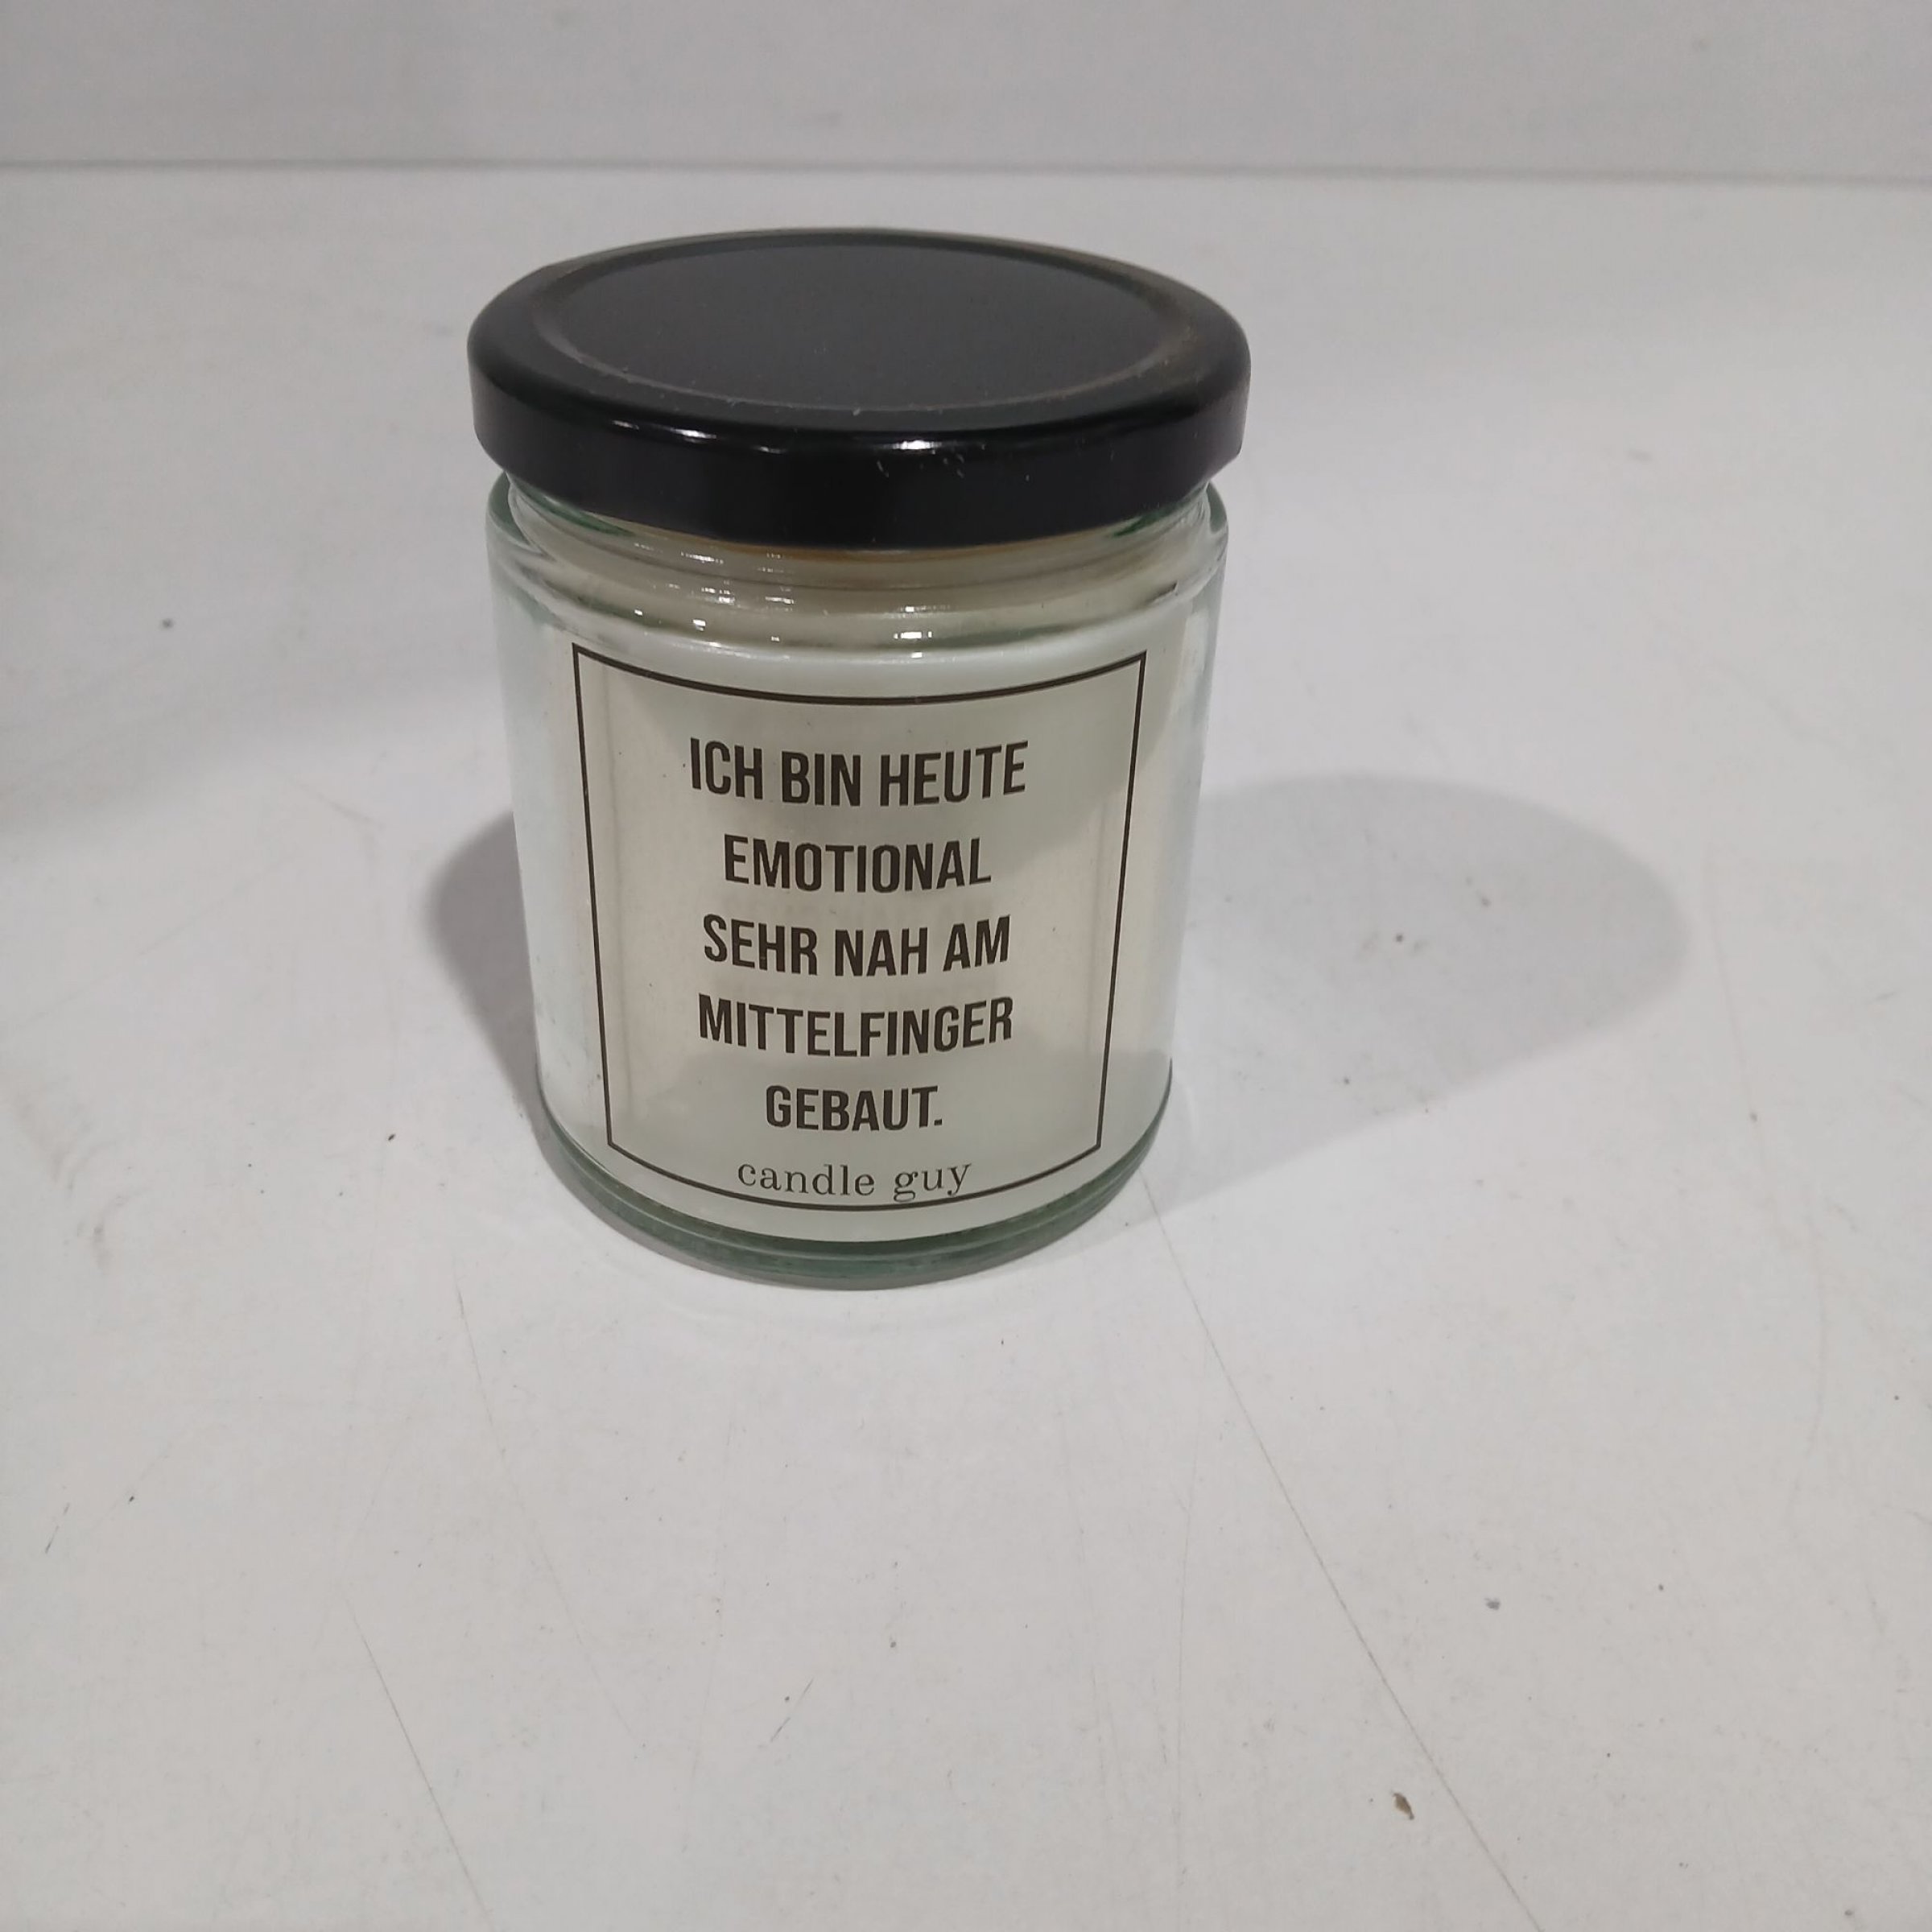 ICH BIN HEUTE
EMOTIONAL
SEHR NAH AM
MITTELFINGER
GEBAUT.
candle guy